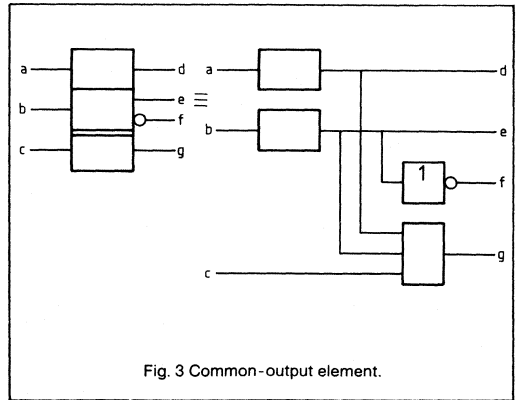 a d a d
e ≡
b f b e
c g 1 f
g
c
Fig. 3 Common-output element.